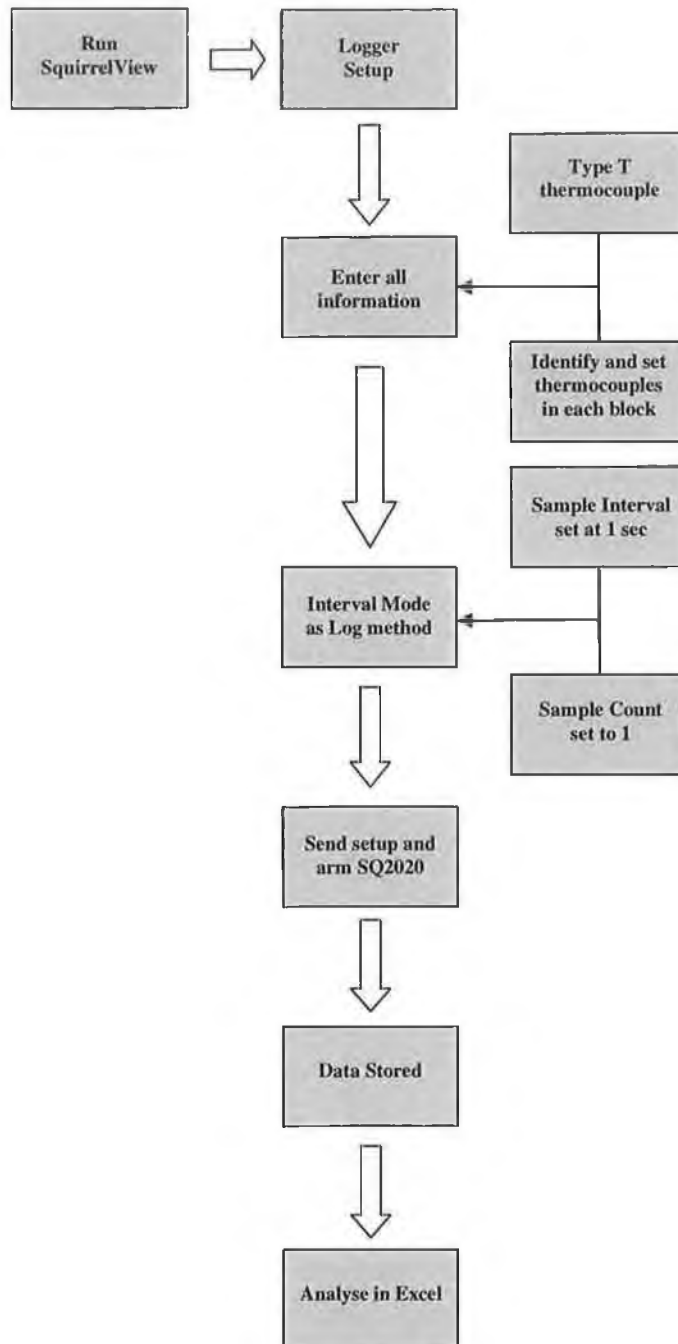 Run
SquirrelView
Logger
Setup
Type T
thermocouple
Enter all
information
Identify and set
thermocouples
in each block
Sample Interval
set at 1 sec
Interval Mode
as Log method
Sample Count
set to 1
Send setup and
arm SQ2020
Data Stored
Analyse in Excel